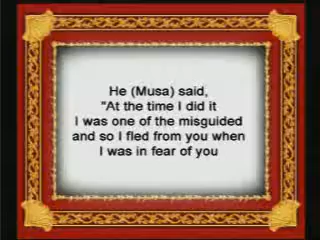 He (Musa) said,
"At the time I did it
I was one of the misguided
and so I fled from you when
I was in fear of you